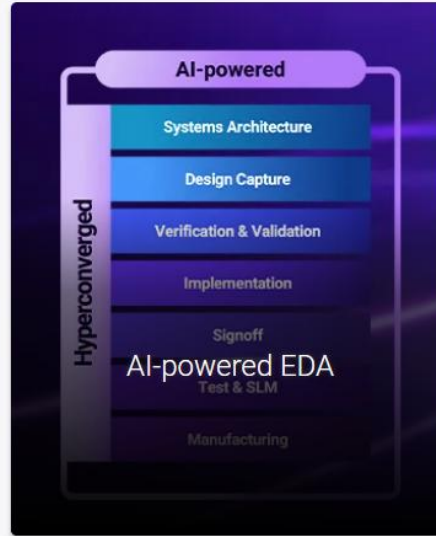 AI-powered
Hyperconverged
Systems Architecture
Design Capture
Verification & Validation
Implementation
Signoff
AI-powered EDA
Test & SLM
Manufacturing